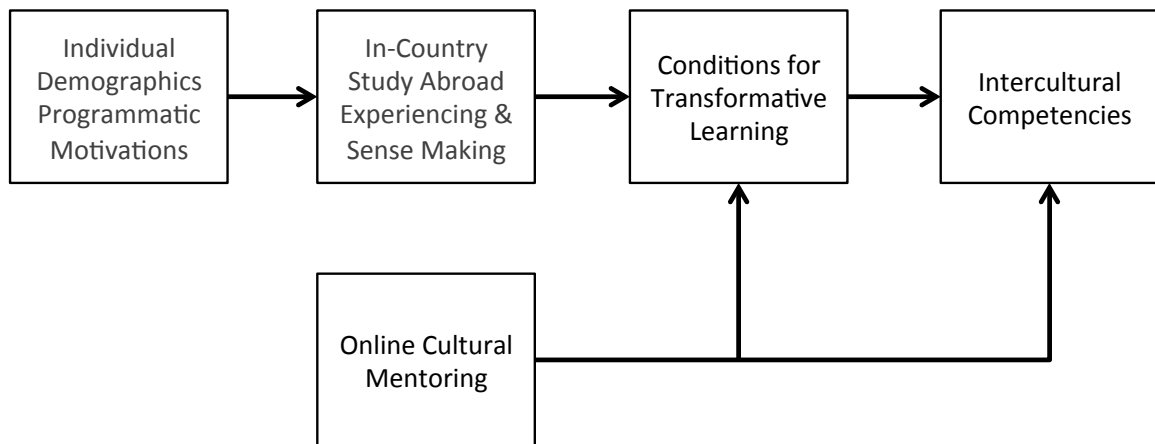 Individual
Demographics
Programmatic
Motivations
In-Country
Study Abroad
Experiencing &
Sense Making
Conditions for
Transformative
Learning
Intercultural
Competencies
Online Cultural
Mentoring